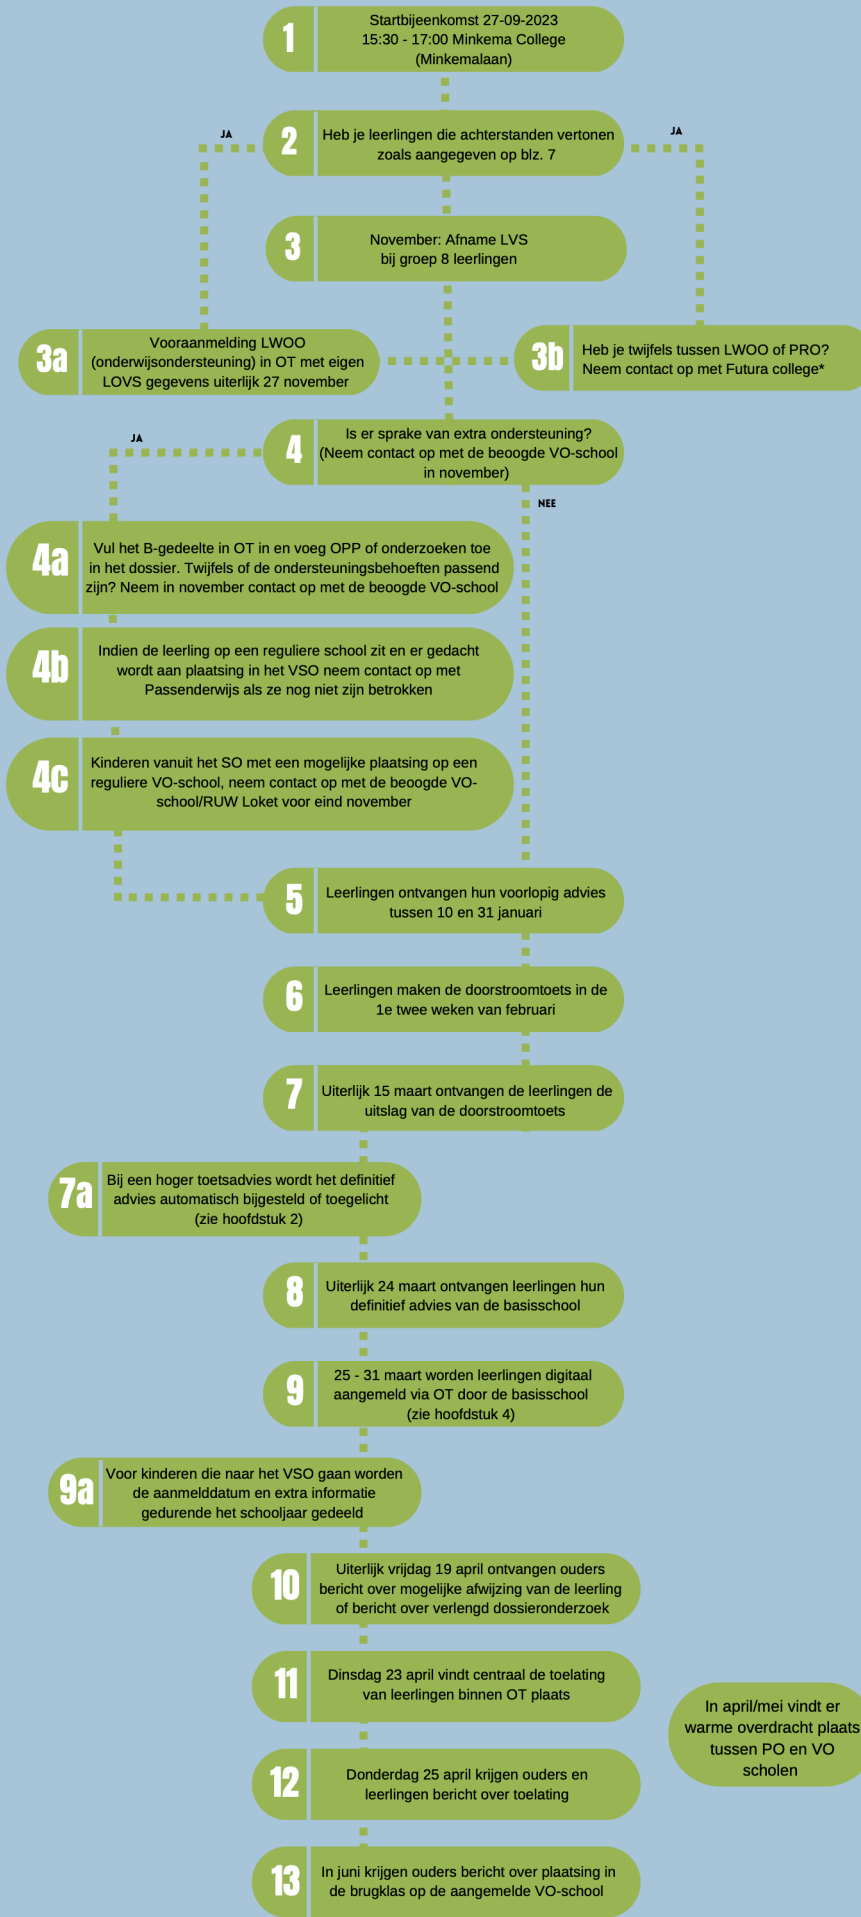 1
Startbijeenkomst 27-09-2023
15:30 - 17:00 Minkema College
(Minkemalaan)
JA
2
Heb je leerlingen die achterstanden vertonen
zoals aangegeven op blz. 7
JA
3
November: Afname LVS
bij groep 8 leerlingen
3a
Vooraanmelding LWOO
(onderwijsondersteuning) in OT met eigen
LOVS gegevens uiterlijk 27 november
3b
Heb je twijfels tussen LWOO of PRO?
Neem contact op met Futura college*
JA
4
Is er sprake van extra ondersteuning?
(Neem contact op met de beoogde VO-school
in november)
NEE
4a
Vul het B-gedeelte in OT in en voeg OPP of onderzoeken toe
in het dossier. Twijfels of de ondersteuningsbehoeften passend
zijn? Neem in november contact op met de beoogde VO-school
4b
Indien de leerling op een reguliere school zit en er gedacht
wordt aan plaatsing in het VSO neem contact op met
Passenderwijs als ze nog niet zijn betrokken
4c
Kinderen vanuit het SO met een mogelijke plaatsing op een
reguliere VO-school, neem contact op met de beoogde VO-
school/RUW Loket voor eind november
5
Leerlingen ontvangen hun voorlopig advies
tussen 10 en 31 januari
6
Leerlingen maken de doorstroomtoets in de
1e twee weken van februari
7
Uiterlijk 15 maart ontvangen de leerlingen de
uitslag van de doorstroomtoets
7a
Bij een hoger toetsadvies wordt het definitief
advies automatisch bijgesteld of toegelicht
(zie hoofdstuk 2)
8
Uiterlijk 24 maart ontvangen leerlingen hun
definitief advies van de basisschool
9
25 - 31 maart worden leerlingen digitaal
aangemeld via OT door de basisschool
(zie hoofdstuk 4)
9a
Voor kinderen die naar het VSO gaan worden
de aanmelddatum en extra informatie
gedurende het schooljaar gedeeld
10
Uiterlijk vrijdag 19 april ontvangen ouders
bericht over mogelijke afwijzing van de leerling
of bericht over verlengd dossieronderzoek
11
Dinsdag 23 april vindt centraal de toelating
van leerlingen binnen OT plaats
In april/mei vindt er
warme overdracht plaats
tussen PO en VO
scholen
12
Donderdag 25 april krijgen ouders en
leerlingen bericht over toelating
13
In juni krijgen ouders bericht over plaatsing in
de brugklas op de aangemelde VO-school